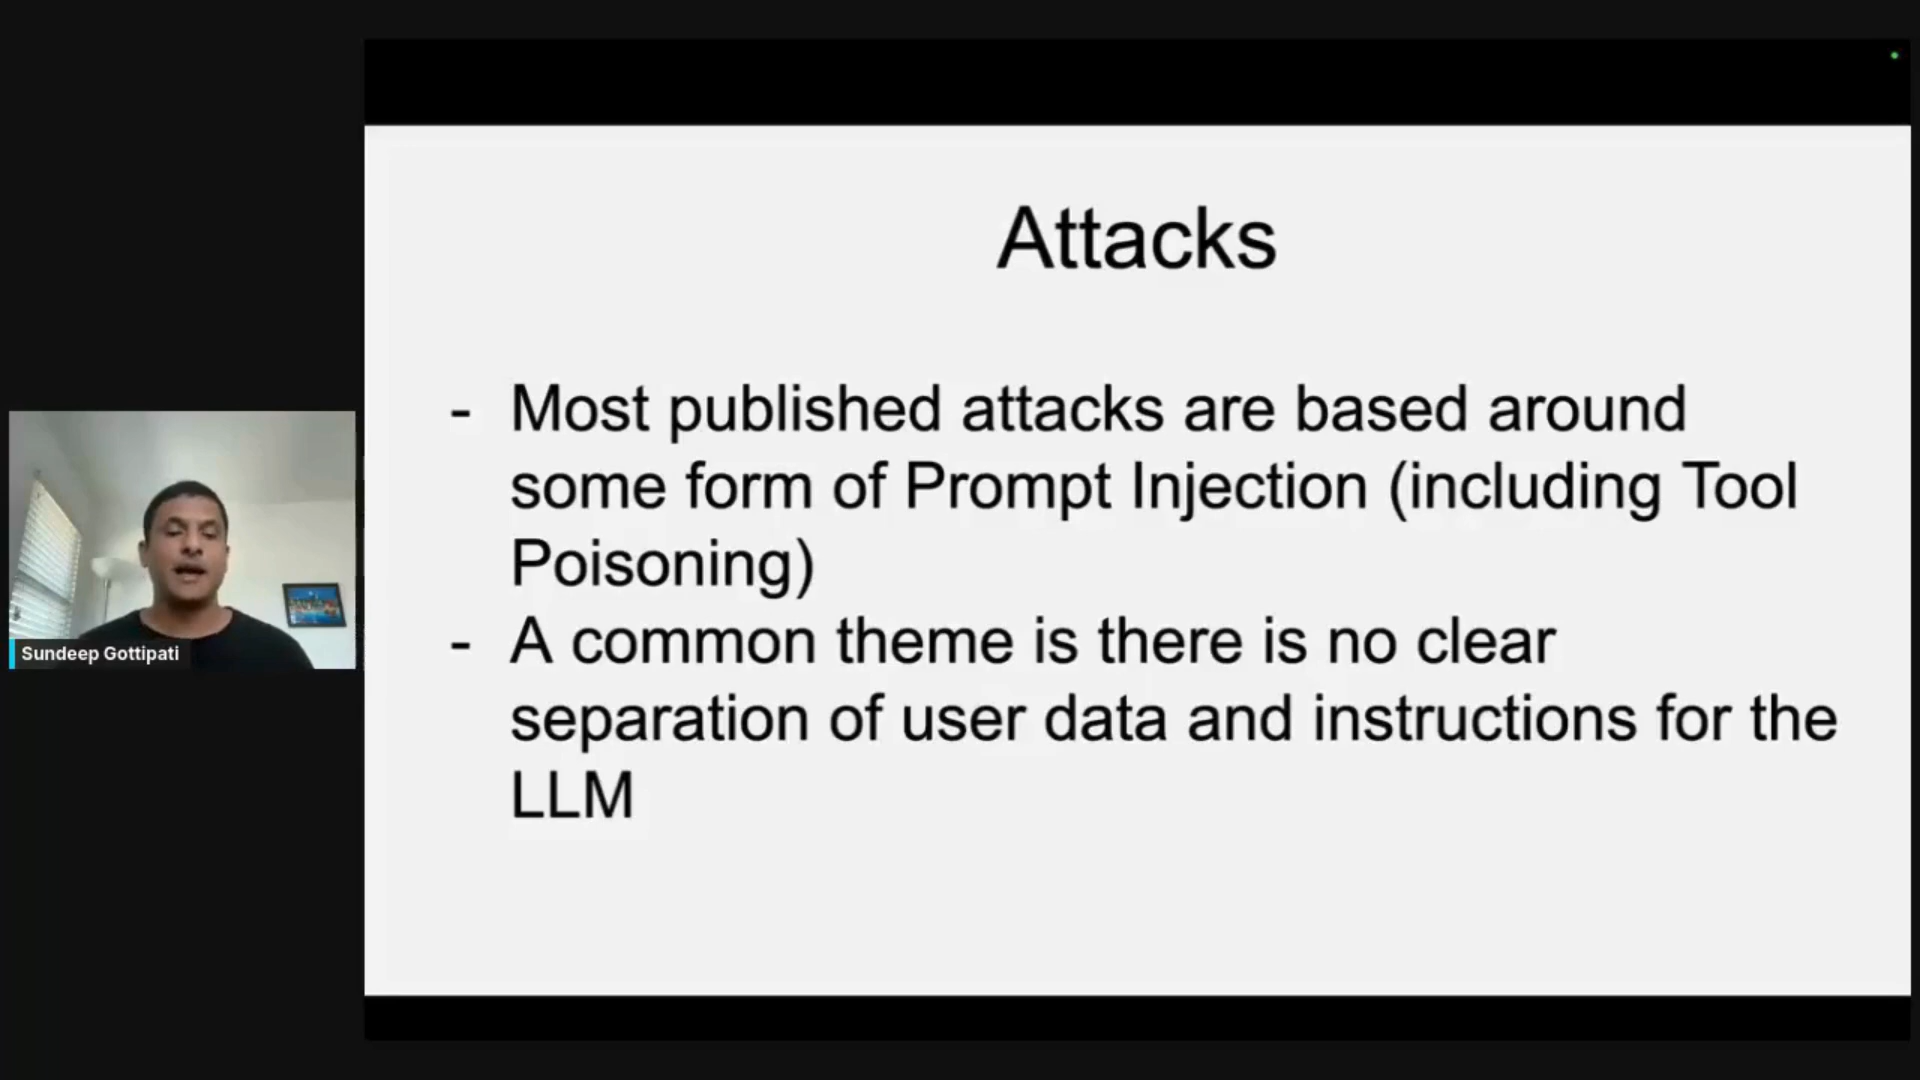 Attacks
- Most published attacks are based around
some form of Prompt Injection (including Tool
Poisoning)
- A common theme is there is no clear
separation of user data and instructions for the
LLM
Sundeep Gottipati